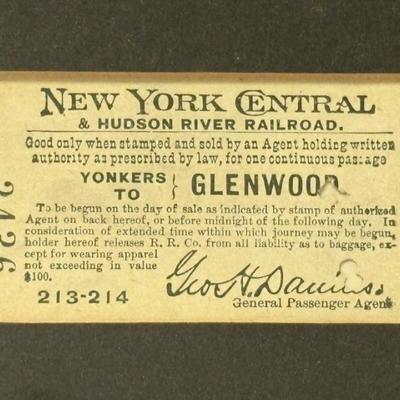 NEW YORK CENTRAL
& HUDSON RIVER RAILROAD.
Good only when stamped and sold by an Agent holding written
authority as prescribed by law, for one continuous passage
YONKERS
TO } GLENWOOD
To be begun on the day of sale as indicated by stamp of authorized
Agent on back hereof, or before midnight of the following day. In
consideration of extended time within which journey may be begun,
holder hereof releases R. R. Co. from all liability as to baggage, ex-
cept for wearing apparel
not exceeding in value
$100.
213-214
Geo. H. Daniels.
General Passenger Agent
2426